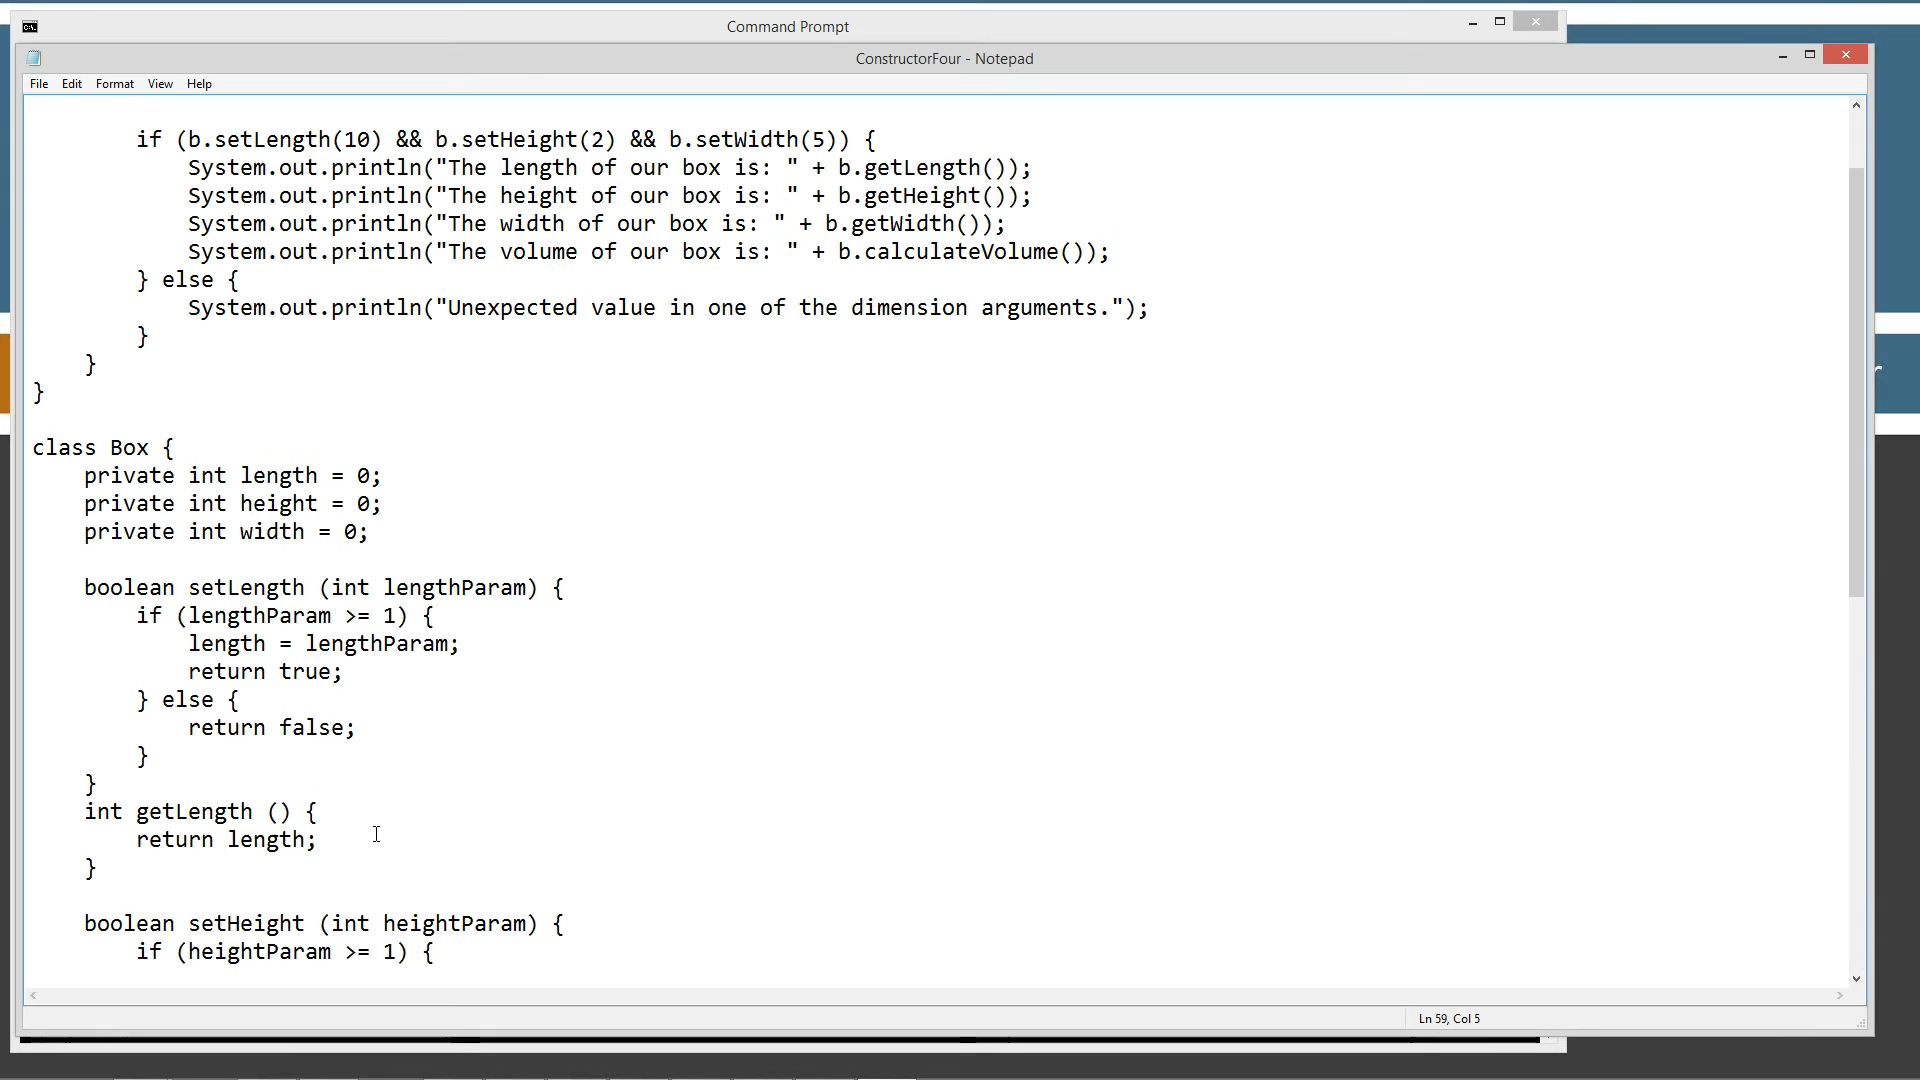 Command Prompt
ConstructorFour - Notepad
File Edit Format View Help
if (b.setLength(10) && b.setHeight(2) && b.setWidth(5)) {
System.out.println("The length of our box is: " + b.getLength());
System.out.println("The height of our box is: " + b.getHeight());
System.out.println("The width of our box is: " + b.getWidth());
System.out.println("The volume of our box is: " + b.calculateVolume());
} else {
System.out.println("Unexpected value in one of the dimension arguments.");
}
}
}
class Box {
private int length = 0;
private int height = 0;
private int width = 0;
boolean setLength (int lengthParam) {
if (lengthParam >= 1) {
length = lengthParam;
return true;
} else {
return false;
}
}
int getLength () {
return length;
}
boolean setHeight (int heightParam) {
if (heightParam >= 1) {
Ln 59, Col 5